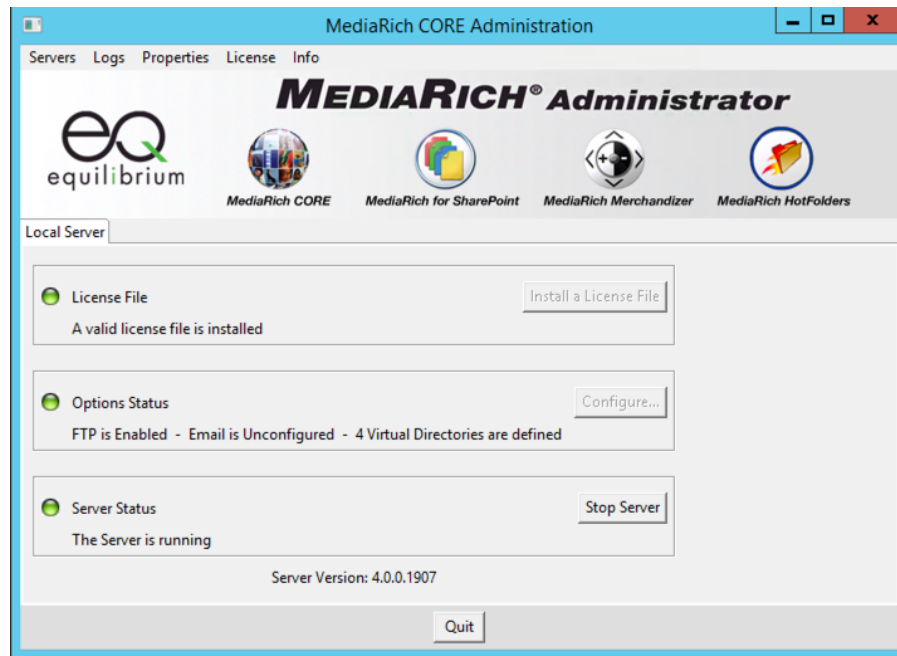 MediaRich CORE Administration
x
Servers Logs Properties License Info
MEDIARICH® Administrator
eQ
equilibrium
MediaRich CORE MediaRich for SharePoint MediaRich Merchandizer MediaRich HotFolders
Local Server
License File Install a License File
A valid license file is installed
Options Status Configure...
FTP is Enabled - Email is Unconfigured - 4 Virtual Directories are defined
Server Status Stop Server
The Server is running
Server Version: 4.0.0.1907
Quit